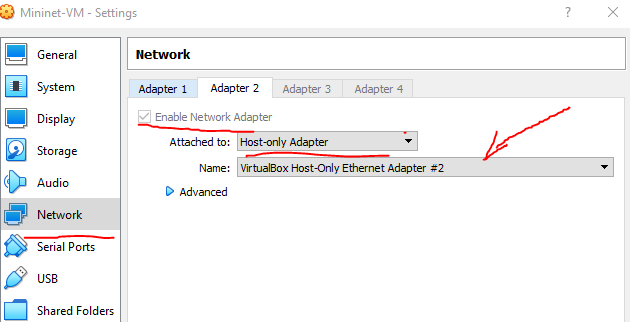 Mininet-VM - Settings
? ×
General
System
Display
Storage
Audio
Network
Serial Ports
USB
Shared Folders
Network
Adapter 1 Adapter 2 Adapter 3 Adapter 4
Enable Network Adapter
Attached to: Host-only Adapter
Name: VirtualBox Host-Only Ethernet Adapter #2
Advanced